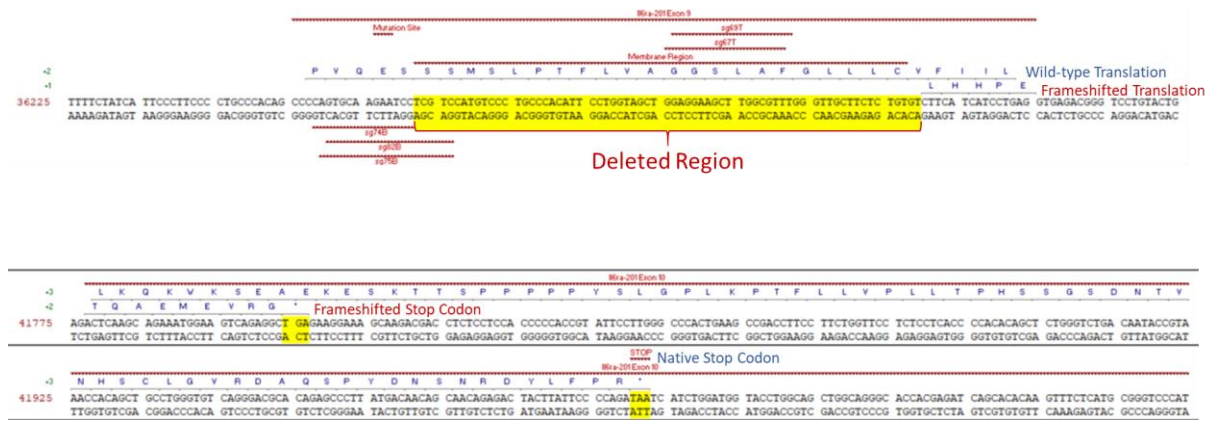 Il6ra-201 Exon 9
Mutation Site
sg69T
sg67T
Membrane Region
+2 P V Q E S S S M S L P T F L V A G G S L A F G L L L C V F I I L Wild-type Translation
+1 L H H P E Frameshifted Translation
36225 TTTTCTATCA TTCCCTTCCC CTGCCCACAG CCCCAGTGCA AGAATCCTCG TCCATGTCCC TGCCCACATT CCTGGTAGCT GGAGGAAGCT TGGCGTTTGG GTTGCTTCTC TGTGTCTTCA TCATCCTGAG GTGAGACGGG TCCTGTACTG
AAAAGATAGT AAGGGAAGGG GACGGGTGTC GGGGTCACGT TCTTAGGAGC AGGTACAGGG ACGGGTGTAA GGACCATCGA CCTCCTTCGA ACCGCAAACC CAACGAAGAG ACACAGAAGT AGTAGGACTC CACTCTGCCC AGGACATGAC
sg74B
sg82B
sg75B
Deleted Region
Il6ra-201 Exon 10
+3 L K Q K W K S E A E K E S K T T S P P P P P Y S L G P L K P T F L L V P L L T P H S S G S D N T V
+2 T Q A E M E V R G * Frameshifted Stop Codon
41775 AGACTCAAGC AGAAATGGAA GTCAGAGGCT GAGAAGGAAA GCAAGACGAC CTCTCCTCCA CCCCCACCGT ATTCCTTGGG CCCACTGAAG CCGACCTTCC TTCTGGTTCC TCTCCTCACC CCACACAGCT CTGGGTCTGA CAATACCGTA
TCTGAGTTCG TCTTTACCTT CAGTCTCCGA CTCTTCCTTT CGTTCTGCTG GAGAGGAGGT GGGGGTGGCA TAAGGAACCC GGGTGACTTC GGCTGGAAGG AAGACCAAGG AGAGGAGTGG GGTGTGTCGA GACCCAGACT GTTATGGCAT
STOP Native Stop Codon
Il6ra-201 Exon 10
+3 N H S C L G V R D A Q S P Y D N S N R D Y L F P R *
41925 AACCACAGCT GCCTGGGTGT CAGGGACGCA CAGAGCCCTT ATGACAACAG CAACAGAGAC TACTTATTCC CCAGATAATC ATCTGGATGG TACCTGGCAG CTGGCAGGGC ACCACGAGAT CAGCACACAA GTTTCTCATG CGGGTCCCAT
TTGGTGTCGA CGGACCCACA GTCCCTGCGT GTCTCGGGAA TACTGTTGTC GTTGTCTCTG ATGAATAAGG GGTCTATTAG TAGACCTACC ATGGACCGTC GACCGTCCCG TGGTGCTCTA GTCGTGTGTT CAAAGAGTAC GCCCAGGGTA